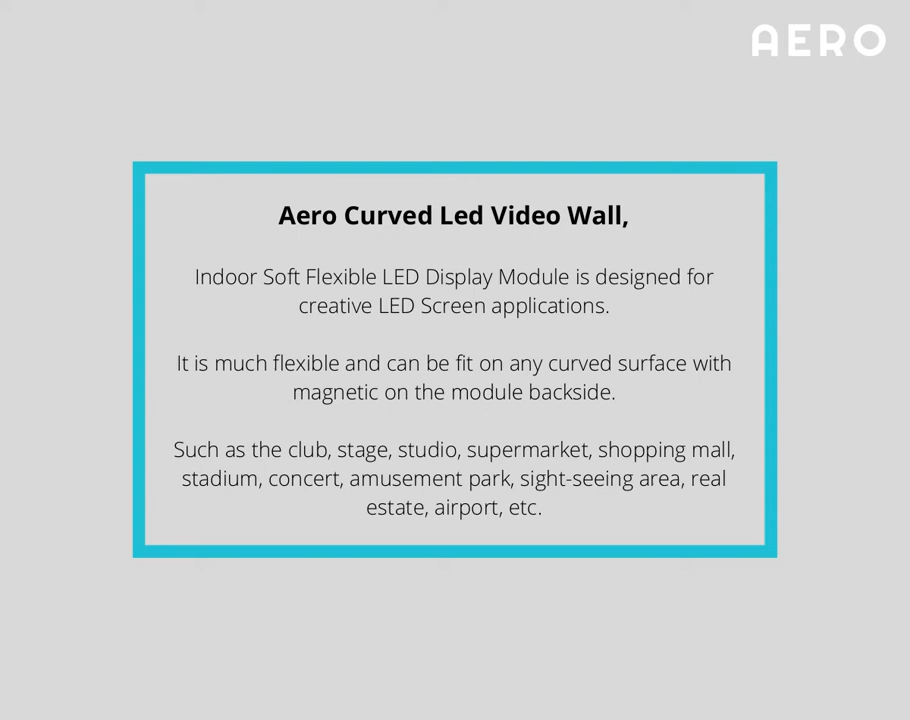 AERO
Aero Curved Led Video Wall,
Indoor Soft Flexible LED Display Module is designed for
creative LED Screen applications.
It is much flexible and can be fit on any curved surface with
magnetic on the module backside.
Such as the club, stage, studio, supermarket, shopping mall,
stadium, concert, amusement park, sight-seeing area, real
estate, airport, etc.